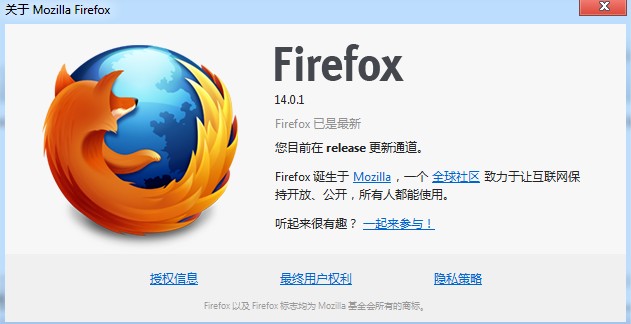 关于 Mozilla Firefox
Firefox
14.0.1
Firefox 已是最新
您目前在 release 更新通道。
Firefox 诞生于 Mozilla，一个 全球社区 致力于让互联网保
持开放、公开，所有人都能使用。
听起来很有趣？ 一起来参与！
授权信息 最终用户权利 隐私策略
Firefox 以及 Firefox 标志均为 Mozilla 基金会所有的商标。